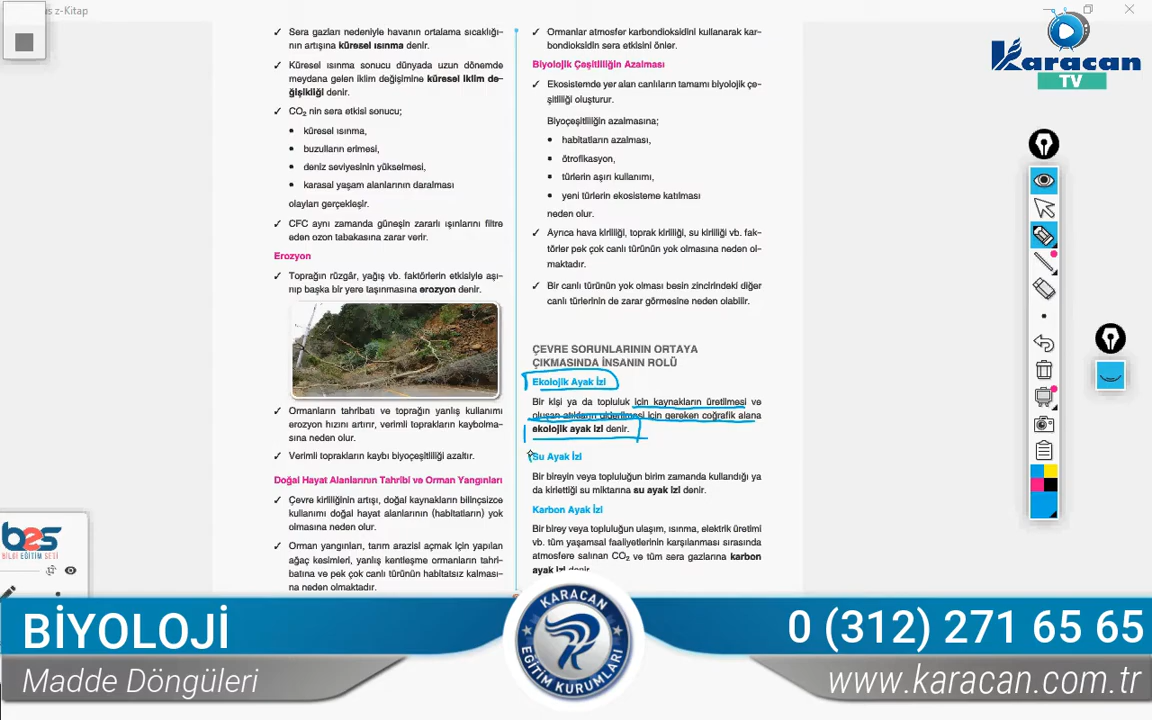 s z-Kitap
Karacan
TV
✓ Sera gazları nedeniyle havanın ortalama sıcaklığı-
nın artışına küresel ısınma denir.
✓ Küresel ısınma sonucu dünyada uzun dönemde
meydana gelen iklim değişimine küresel iklim de-
ğişikliği denir.
✓ CO₂ nin sera etkisi sonucu;
• küresel ısınma,
• buzulların erimesi,
• deniz seviyesinin yükselmesi,
• karasal yaşam alanlarının daralması
olayları gerçekleşir.
✓ CFC aynı zamanda güneşin zararlı ışınlarını filtre
eden ozon tabakasına zarar verir.
Erozyon
✓ Toprağın rüzgâr, yağış vb. faktörlerin etkisiyle aşı-
nıp başka bir yere taşınmasına erozyon denir.
✓ Ormanların tahribatı ve toprağın yanlış kullanımı
erozyon hızını artırır, verimli toprakların kaybolma-
sına neden olur.
✓ Verimli toprakların kaybı biyoçeşitliliği azaltır.
Doğal Hayat Alanlarının Tahribi ve Orman Yangınları
✓ Çevre kirliliğinin artışı, doğal kaynakların bilinçsizce
kullanımı doğal hayat alanlarının (habitatların) yok
olmasına neden olur.
✓ Orman yangınları, tarım arazisi açmak için yapılan
ağaç kesimleri, yanlış kentleşme ormanların tahri-
batına ve pek çok canlı türünün habitatsız kalması-
na neden olmaktadır.
✓ Ormanlar atmosfer karbondioksidini kullanarak kar-
bondioksidin sera etkisini önler.
Biyolojik Çeşitliliğin Azalması
✓ Ekosistemde yer alan canlıların tamamı biyolojik çe-
şitliliği oluşturur.
Biyoçeşitliliğin azalmasına;
• habitatların azalması,
• ötrofikasyon,
• türlerin aşırı kullanımı,
• yeni türlerin ekosisteme katılması
neden olur.
✓ Ayrıca hava kirliliği, toprak kirliliği, su kirliliği vb. fak-
törler pek çok canlı türünün yok olmasına neden ol-
maktadır.
✓ Bir canlı türünün yok olması besin zincirindeki diğer
canlı türlerinin de zarar görmesine neden olabilir.
ÇEVRE SORUNLARININ ORTAYA
ÇIKMASINDA İNSANIN ROLÜ
Ekolojik Ayak İzi
Bir kişi ya da topluluk için kaynakların üretilmesi ve
oluşan atıkların giderilmesi için gereken coğrafik alana
ekolojik ayak izi denir.
Su Ayak İzi
Bir bireyin veya topluluğun birim zamanda kullandığı ya
da kirlettiği su miktarına su ayak izi denir.
Karbon Ayak İzi
Bir birey veya topluluğun ulaşım, ısınma, elektrik üretimi
vb. tüm yaşamsal faaliyetlerinin karşılanması sırasında
atmosfere salınan CO₂ ve tüm sera gazlarına karbon
ayak izi denir.
b2s
BİLGİ EĞİTİM SETİ
BİYOLOJİ
Madde Döngüleri
KARACAN
EĞİTİM KURUMLARI
0 (312) 271 65 65
www.karacan.com.tr